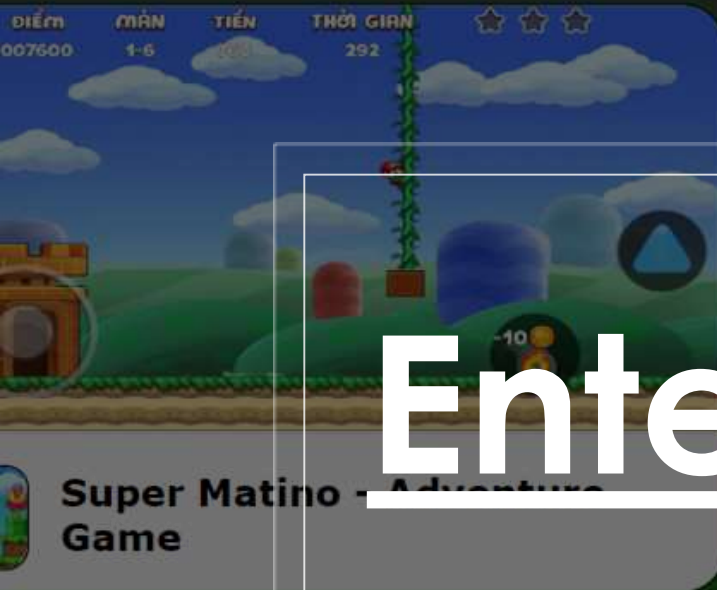 ĐIỂM MÀN TIỀN THỜI GIAN
007600 1-6 292
-10
Ente
Super Matino - Adventure
Game